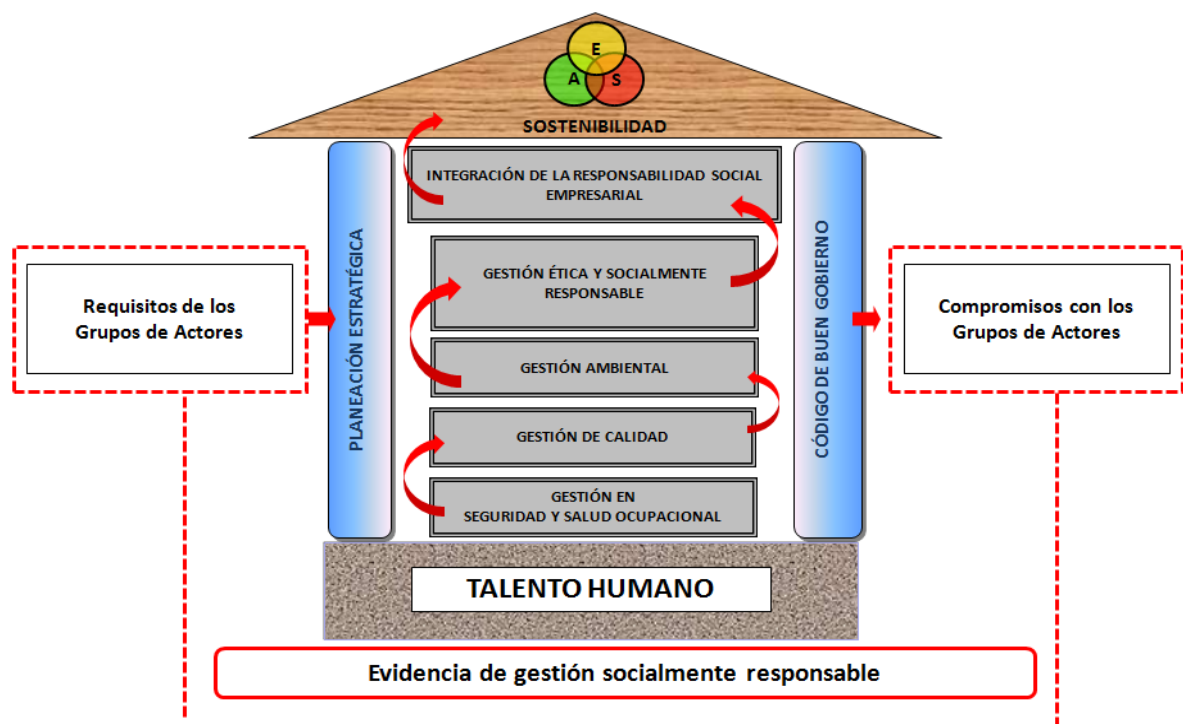 E
A
S
SOSTENIBILIDAD
INTEGRACIÓN DE LA RESPONSABILIDAD SOCIAL
EMPRESARIAL
PLANEACIÓN ESTRATÉGICA
CÓDIGO DE BUEN GOBIERNO
GESTIÓN ÉTICA Y SOCIALMENTE
RESPONSABLE
Requisitos de los
Grupos de Actores
Compromisos con los
Grupos de Actores
GESTIÓN AMBIENTAL
GESTIÓN DE CALIDAD
GESTIÓN EN
SEGURIDAD Y SALUD OCUPACIONAL
TALENTO HUMANO
Evidencia de gestión socialmente responsable